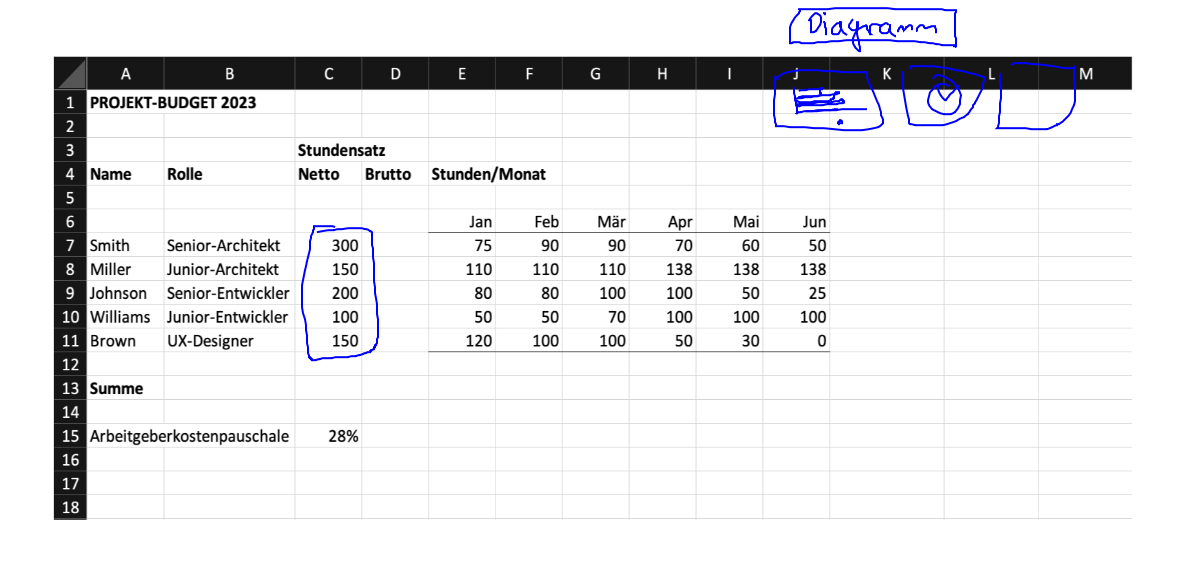 Diagramm
A B C D E F G H I J K L M
1 PROJEKT-BUDGET 2023
2
3 Stundensatz
4 Name Rolle Netto Brutto Stunden/Monat
5
6 Jan Feb Mär Apr Mai Jun
7 Smith Senior-Architekt 300 75 90 90 70 60 50
8 Miller Junior-Architekt 150 110 110 110 138 138 138
9 Johnson Senior-Entwickler 200 80 80 100 100 50 25
10 Williams Junior-Entwickler 100 50 50 70 100 100 100
11 Brown UX-Designer 150 120 100 100 50 30 0
12
13 Summe
14
15 Arbeitgeberkostenpauschale 28%
16
17
18